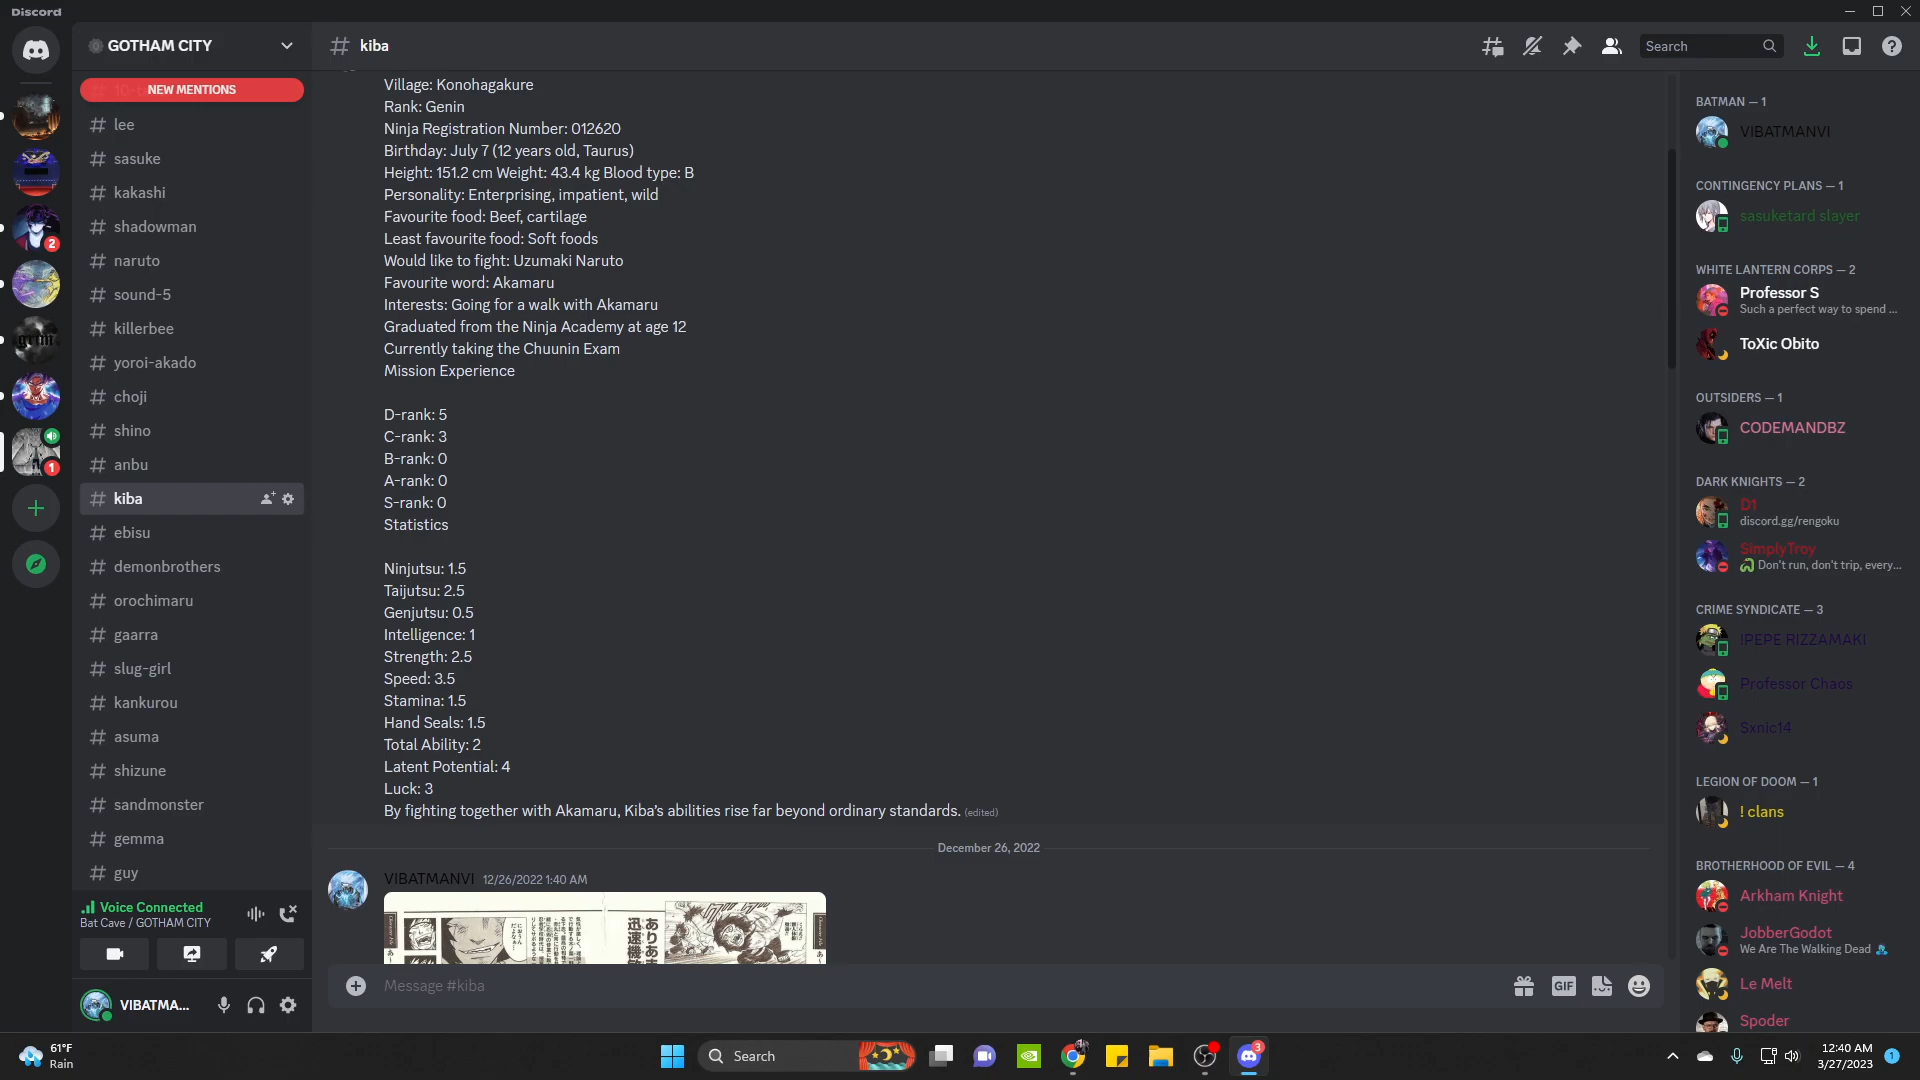 Discord
GOTHAM CITY
NEW MENTIONS
lee
sasuke
kakashi
shadowman
naruto
sound-5
killerbee
yoroi-akado
choji
shino
anbu
kiba
ebisu
demonbrothers
orochimaru
gaarra
slug-girl
kankurou
asuma
shizune
sandmonster
gemma
guy
Voice Connected
Bat Cave / GOTHAM CITY
VIBATMA...
2
grim
1
kiba
Search
Village: Konohagakure
Rank: Genin
Ninja Registration Number: 012620
Birthday: July 7 (12 years old, Taurus)
Height: 151.2 cm Weight: 43.4 kg Blood type: B
Personality: Enterprising, impatient, wild
Favourite food: Beef, cartilage
Least favourite food: Soft foods
Would like to fight: Uzumaki Naruto
Favourite word: Akamaru
Interests: Going for a walk with Akamaru
Graduated from the Ninja Academy at age 12
Currently taking the Chuunin Exam
Mission Experience
D-rank: 5
C-rank: 3
B-rank: 0
A-rank: 0
S-rank: 0
Statistics
Ninjutsu: 1.5
Taijutsu: 2.5
Genjutsu: 0.5
Intelligence: 1
Strength: 2.5
Speed: 3.5
Stamina: 1.5
Hand Seals: 1.5
Total Ability: 2
Latent Potential: 4
Luck: 3
By fighting together with Akamaru, Kiba's abilities rise far beyond ordinary standards. (edited)
December 26, 2022
VIBATMANVI 12/26/2022 1:40 AM
Message #kiba
GIF
BATMAN — 1
VIBATMANVI
CONTINGENCY PLANS — 1
sasuketard slayer
WHITE LANTERN CORPS — 2
Professor S
Such a perfect way to spend ...
ToXic Obito
OUTSIDERS — 1
CODEMANDBZ
DARK KNIGHTS — 2
D1
discord.gg/rengoku
SimplyTroy
Don't run, don't trip, every...
CRIME SYNDICATE — 3
!PEPE RIZZAMAKI
Professor Chaos
Sxnic14
LEGION OF DOOM — 1
! clans
BROTHERHOOD OF EVIL — 4
Arkham Knight
JobberGodot
We Are The Walking Dead
Le Melt
Spoder
61°F
Rain
Search
3
12:40 AM
3/27/2023
1